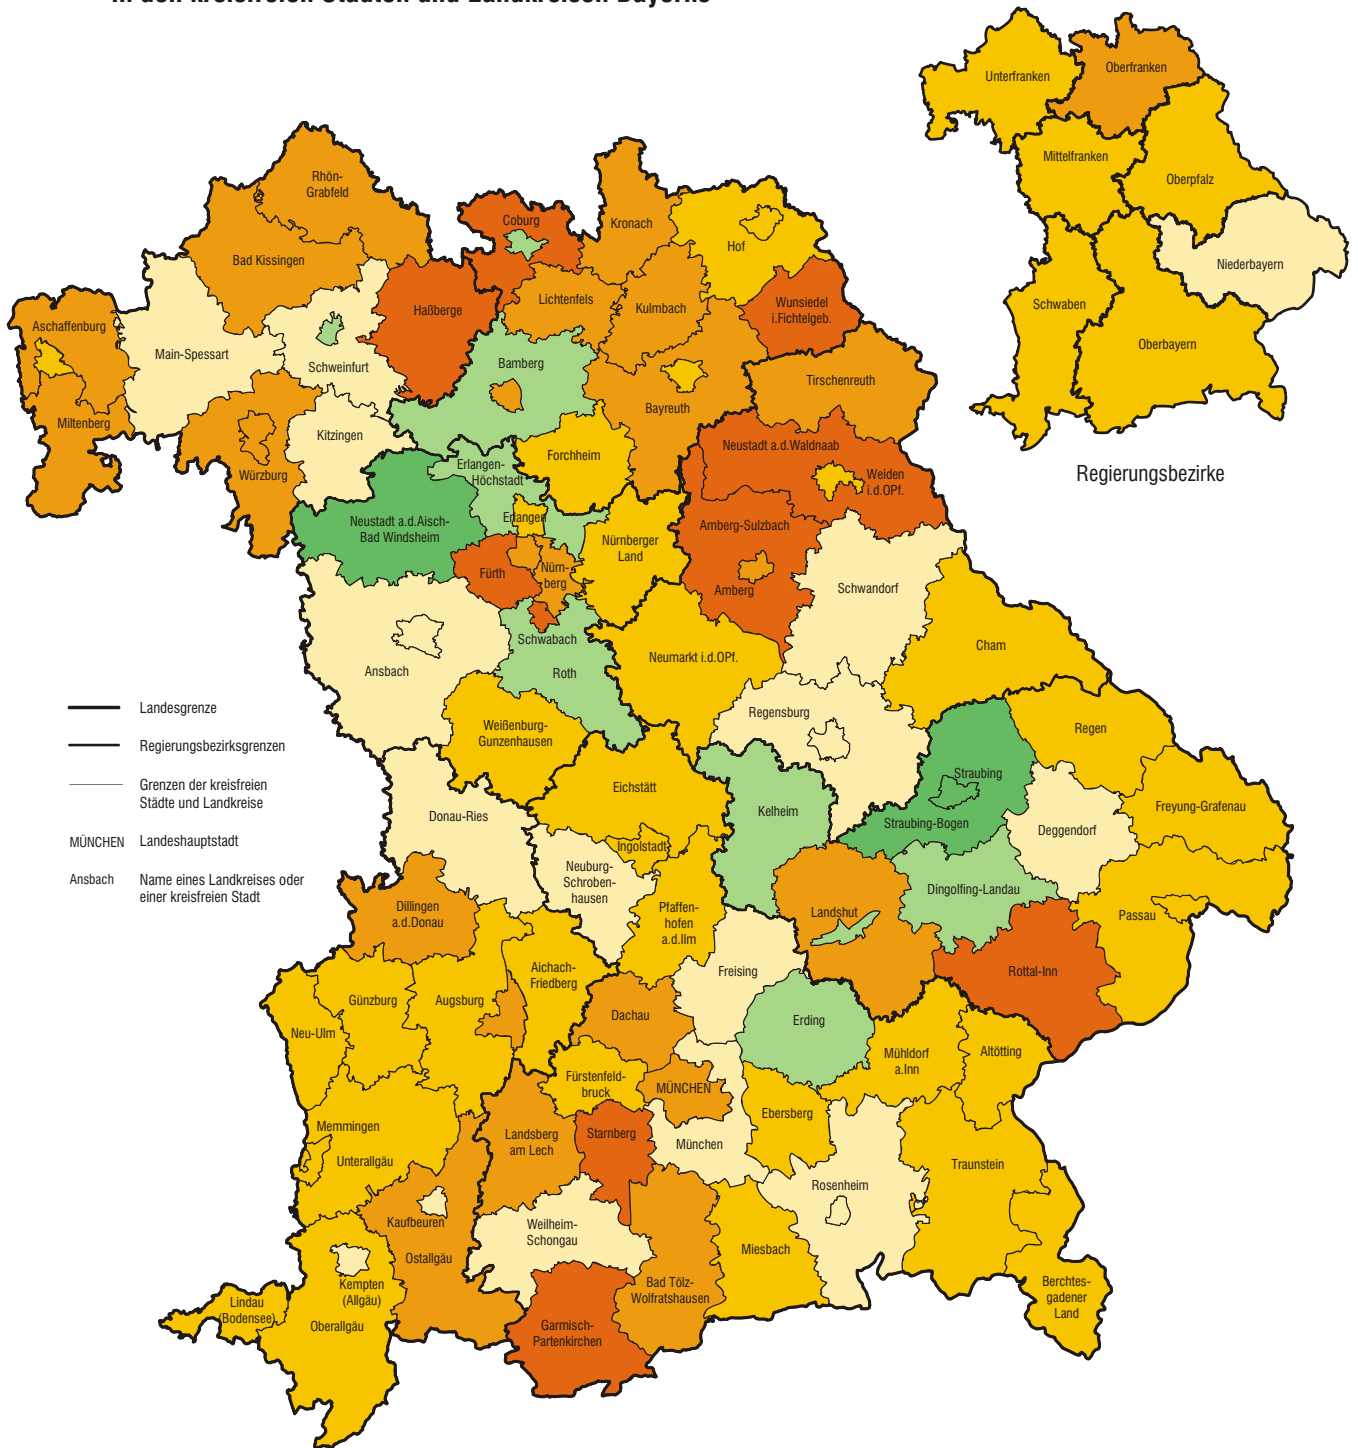 in den kreisfreien Städten und Landkreisen Bayerns
Unterfranken
Oberfranken
Mittelfranken
Oberpfalz
Niederbayern
Schwaben
Oberbayern
Regierungsbezirke
Rhön-
Grabfeld
Bad Kissingen
Coburg
Kronach
Hof
Haßberge
Lichtenfels
Kulmbach
Wunsiedel
i.Fichtelgeb.
Aschaffenburg
Main-Spessart
Schweinfurt
Bamberg
Bayreuth
Tirschenreuth
Miltenberg
Würzburg
Kitzingen
Erlangen-
Höchstadt
Forchheim
Neustadt a.d.Waldnaab
Weiden
i.d.OPf.
Neustadt a.d.Aisch-
Bad Windsheim
Erlangen
Nürnberger
Land
Amberg-Sulzbach
Fürth
Nürn-
berg
Amberg
Schwandorf
Schwabach
Roth
Neumarkt i.d.OPf.
Cham
Ansbach
Landesgrenze
Regierungsbezirksgrenzen
Grenzen der kreisfreien
Städte und Landkreise
MÜNCHEN
Landeshauptstadt
Ansbach
Name eines Landkreises oder
einer kreisfreien Stadt
Weißenburg-
Gunzenhausen
Regensburg
Regen
Eichstätt
Straubing
Kelheim
Straubing-Bogen
Deggendorf
Freyung-Grafenau
Donau-Ries
Ingolstadt
Neuburg-
Schroben-
hausen
Dingolfing-Landau
Dillingen
a.d.Donau
Pfaffen-
hofen
a.d.Ilm
Landshut
Passau
Aichach-
Friedberg
Freising
Rottal-Inn
Günzburg
Augsburg
Neu-Ulm
Dachau
Erding
Mühldorf
a.Inn
Altötting
Fürstenfeld-
bruck
MÜNCHEN
Ebersberg
Memmingen
Unterallgäu
Landsberg
am Lech
Starnberg
München
Traunstein
Rosenheim
Kaufbeuren
Ostallgäu
Weilheim-
Schongau
Miesbach
Bad Tölz-
Wolfratshausen
Kempten
(Allgäu)
Oberallgäu
Lindau
(Bodensee)
Garmisch-
Partenkirchen
Berchtes-
gadener
Land